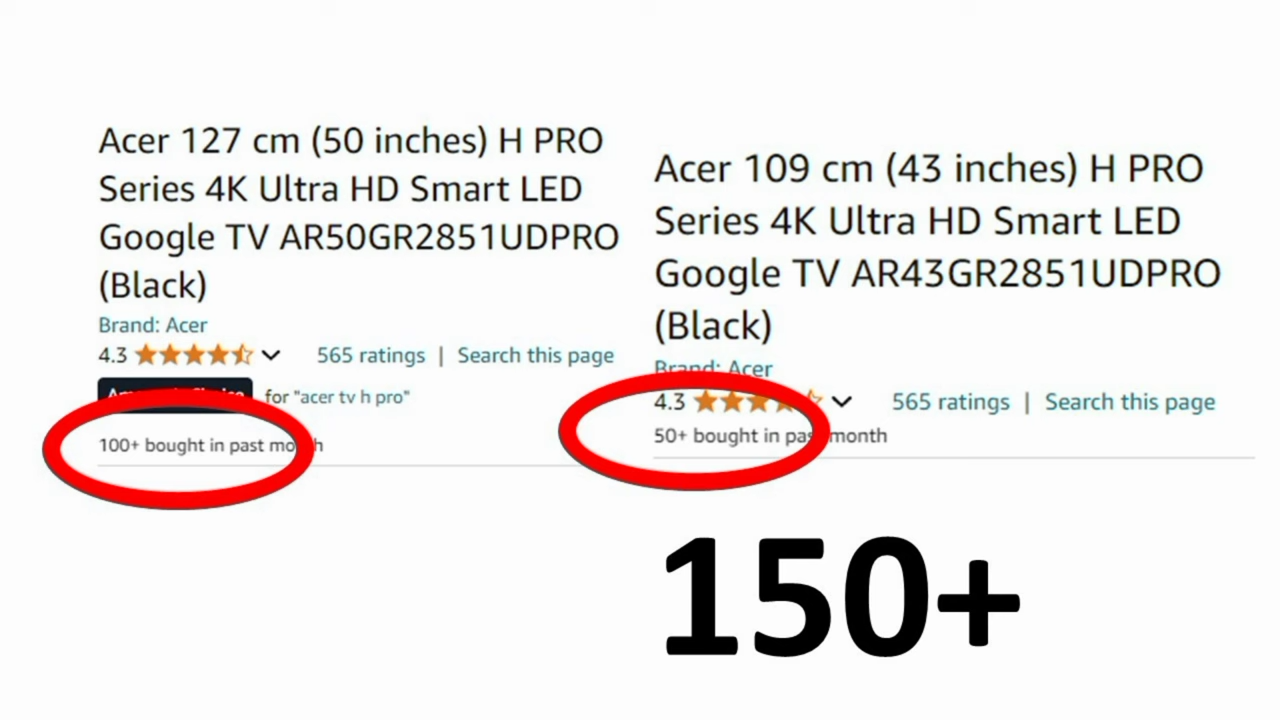 Acer 127 cm (50 inches) H PRO
Series 4K Ultra HD Smart LED
Google TV AR50GR2851UDPRO
(Black)
Brand: Acer
4.3 565 ratings | Search this page
for "acer tv h pro"
100+ bought in past month
Acer 109 cm (43 inches) H PRO
Series 4K Ultra HD Smart LED
Google TV AR43GR2851UDPRO
(Black)
Brand: Acer
4.3 565 ratings | Search this page
50+ bought in past month
150+